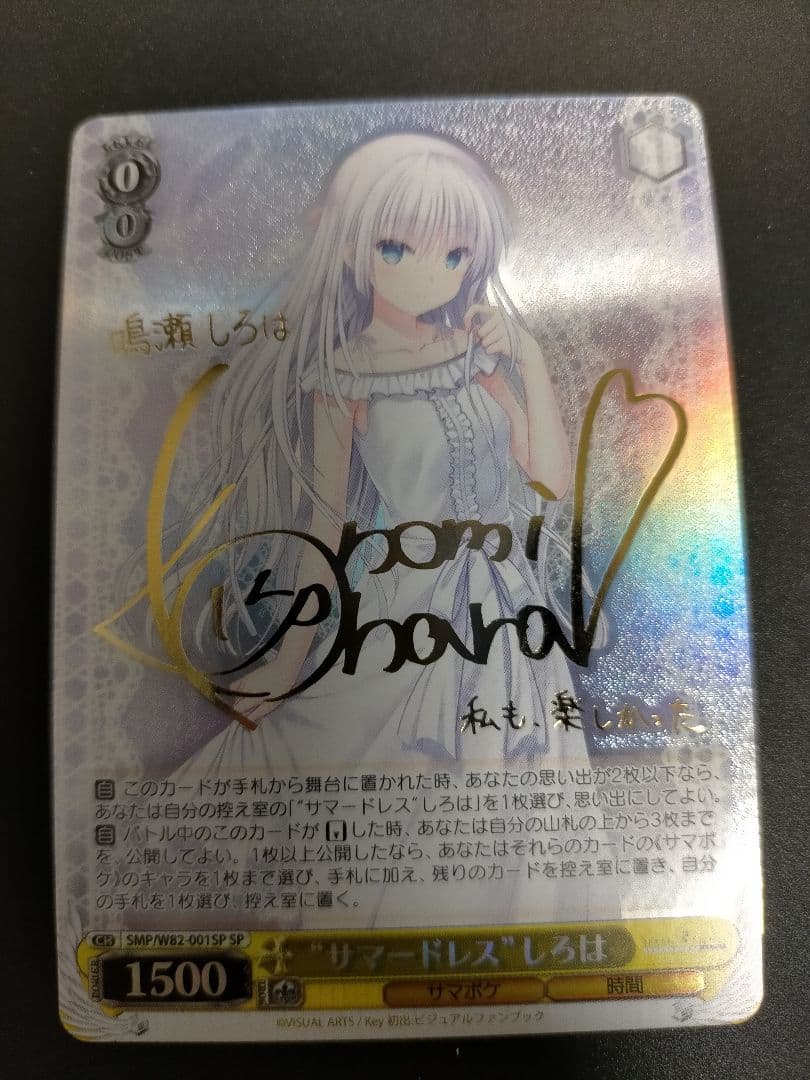 LEVEL
0
0
COST
鳴瀬しろは
Konomi
Kohara
私も、楽しかった
自 このカードが手札から舞台に置かれた時、あなたの思い出が2枚以下なら、
あなたは自分の控え室の「"サマードレス"しろは」を1枚選び、思い出にしてよい。
自 バトル中のこのカードが した時、あなたは自分の山札の上から3枚まで
を、公開してよい。1枚以上公開したなら、あなたはそれらのカードの《サマポ
ケ》のキャラを1枚まで選び、手札に加え、残りのカードを控え室に置き、自分
の手札を1枚選び、控え室に置く。
CH SMP/W82-001SP SP
POWER 1500 SOUL
"サマードレス"しろは
サマポケ 時間
©VISUAL ARTS / Key 初出:ビジュアルファンブック